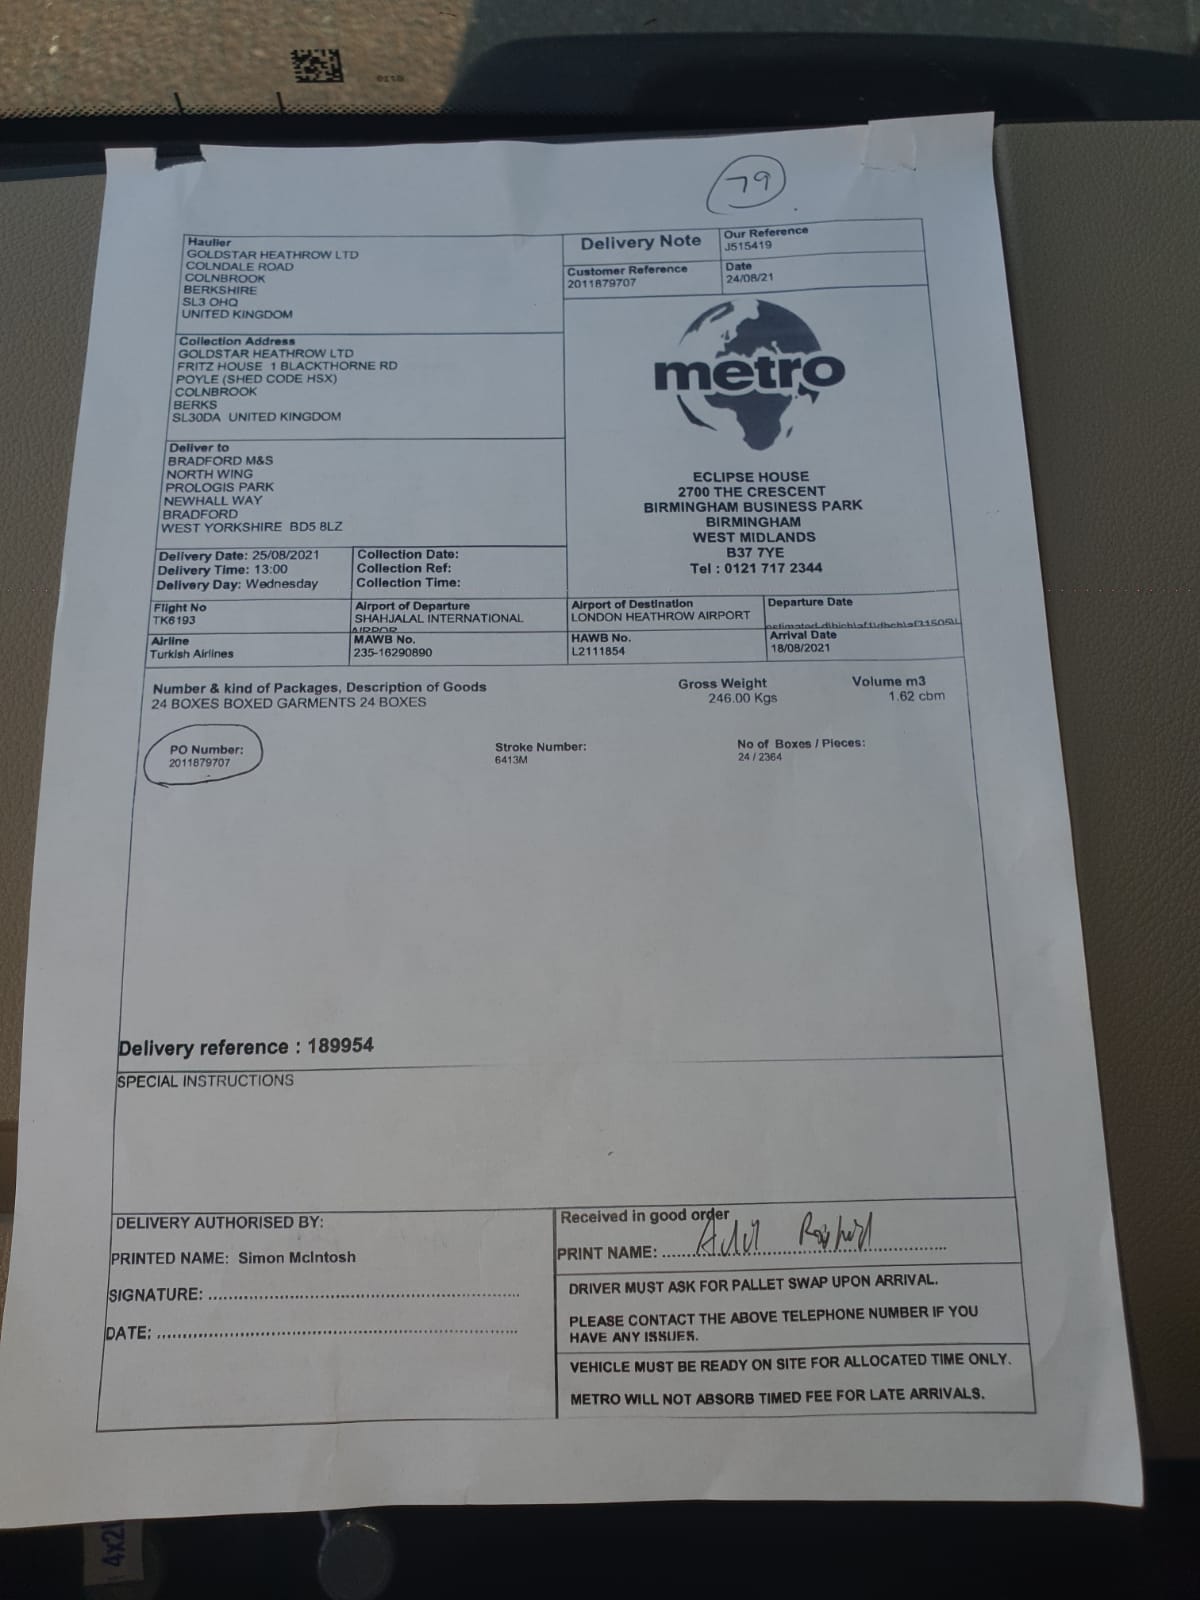 0110
79
Haulier
GOLDSTAR HEATHROW LTD
COLNDALE ROAD
COLNBROOK
BERKSHIRE
SL3 OHQ
UNITED KINGDOM
Delivery Note
Our Reference
J515419
Customer Reference
2011879707
Date
24/08/21
Collection Address
GOLDSTAR HEATHROW LTD
FRITZ HOUSE 1 BLACKTHORNE RD
POYLE (SHED CODE HSX)
COLNBROOK
BERKS
SL30DA UNITED KINGDOM
metro
Deliver to
BRADFORD M&S
NORTH WING
PROLOGIS PARK
NEWHALL WAY
BRADFORD
WEST YORKSHIRE BD5 8LZ
ECLIPSE HOUSE
2700 THE CRESCENT
BIRMINGHAM BUSINESS PARK
BIRMINGHAM
WEST MIDLANDS
B37 7YE
Tel : 0121 717 2344
Delivery Date: 25/08/2021
Delivery Time: 13:00
Delivery Day: Wednesday
Collection Date:
Collection Ref:
Collection Time:
Flight No
TK6193
Airport of Departure
SHAHJALAL INTERNATIONAL
AIRPOR
Airport of Destination
LONDON HEATHROW AIRPORT
Departure Date
Airline
Turkish Airlines
MAWB No.
235-16290890
HAWB No.
L2111854
Arrival Date
18/08/2021
Number & kind of Packages, Description of Goods
24 BOXES BOXED GARMENTS 24 BOXES
Gross Weight
246.00 Kgs
Volume m3
1.62 cbm
PO Number:
2011879707
Stroke Number:
6413M
No of Boxes / Pieces:
24 / 2364
Delivery reference : 189954
SPECIAL INSTRUCTIONS
DELIVERY AUTHORISED BY:
PRINTED NAME: Simon McIntosh
SIGNATURE:
DATE:
Received in good order
PRINT NAME:
DRIVER MUST ASK FOR PALLET SWAP UPON ARRIVAL.
PLEASE CONTACT THE ABOVE TELEPHONE NUMBER IF YOU
HAVE ANY ISSUES.
VEHICLE MUST BE READY ON SITE FOR ALLOCATED TIME ONLY.
METRO WILL NOT ABSORB TIMED FEE FOR LATE ARRIVALS.